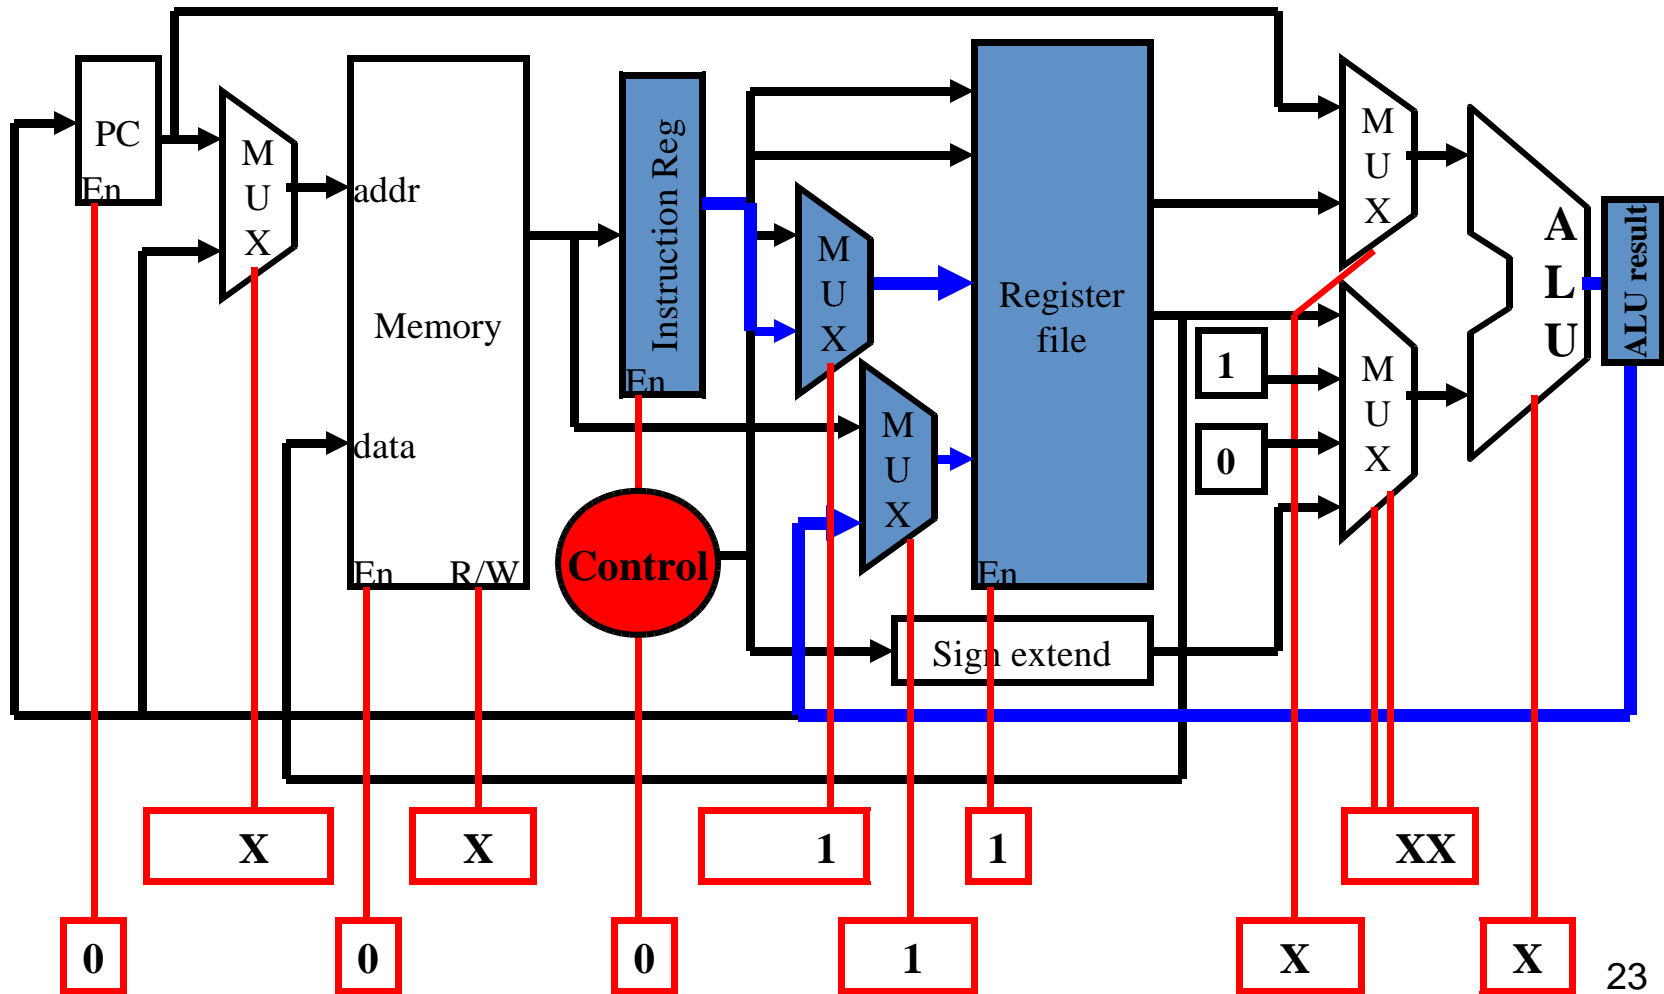 PC
En
M
U
X
addr
Memory
data
En
R/W
Instruction Reg
En
Control
M
U
X
M
U
X
Register
file
En
Sign extend
1
0
M
U
X
M
U
X
A
L
U
ALU result
X
X
1
1
XX
0
0
0
1
X
X
23